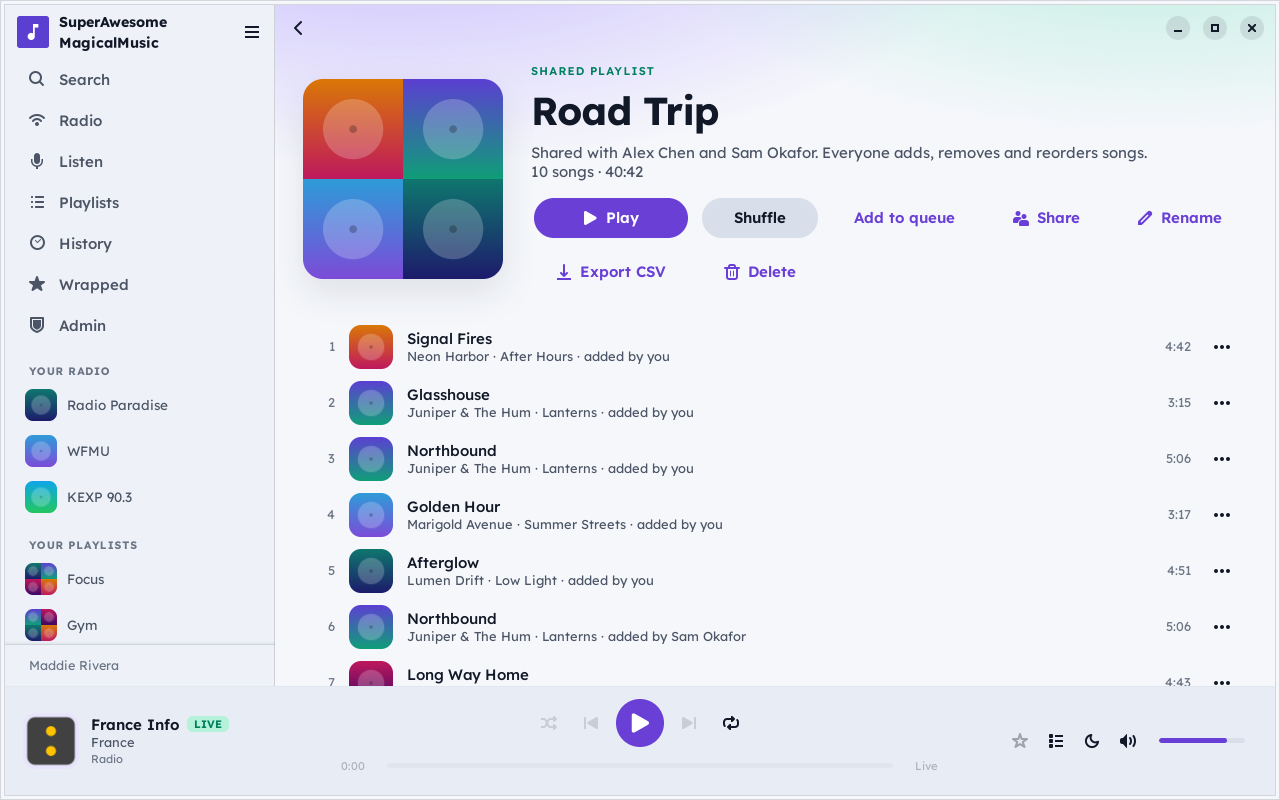 SuperAwesome
MagicalMusic
Search
Radio
Listen
Playlists
History
Wrapped
Admin
YOUR RADIO
Radio Paradise
WFMU
KEXP 90.3
YOUR PLAYLISTS
Focus
Gym
Maddie Rivera
SHARED PLAYLIST
Road Trip
Shared with Alex Chen and Sam Okafor. Everyone adds, removes and reorders songs.
10 songs · 40:42
Play
Shuffle
Add to queue
Share
Rename
Export CSV
Delete
1 Signal Fires 4:42
Neon Harbor · After Hours · added by you
2 Glasshouse 3:15
Juniper & The Hum · Lanterns · added by you
3 Northbound 5:06
Juniper & The Hum · Lanterns · added by you
4 Golden Hour 3:17
Marigold Avenue · Summer Streets · added by you
5 Afterglow 4:51
Lumen Drift · Low Light · added by you
6 Northbound 5:06
Juniper & The Hum · Lanterns · added by Sam Okafor
7 Long Way Home 4:43
France Info LIVE
France
Radio
0:00
Live